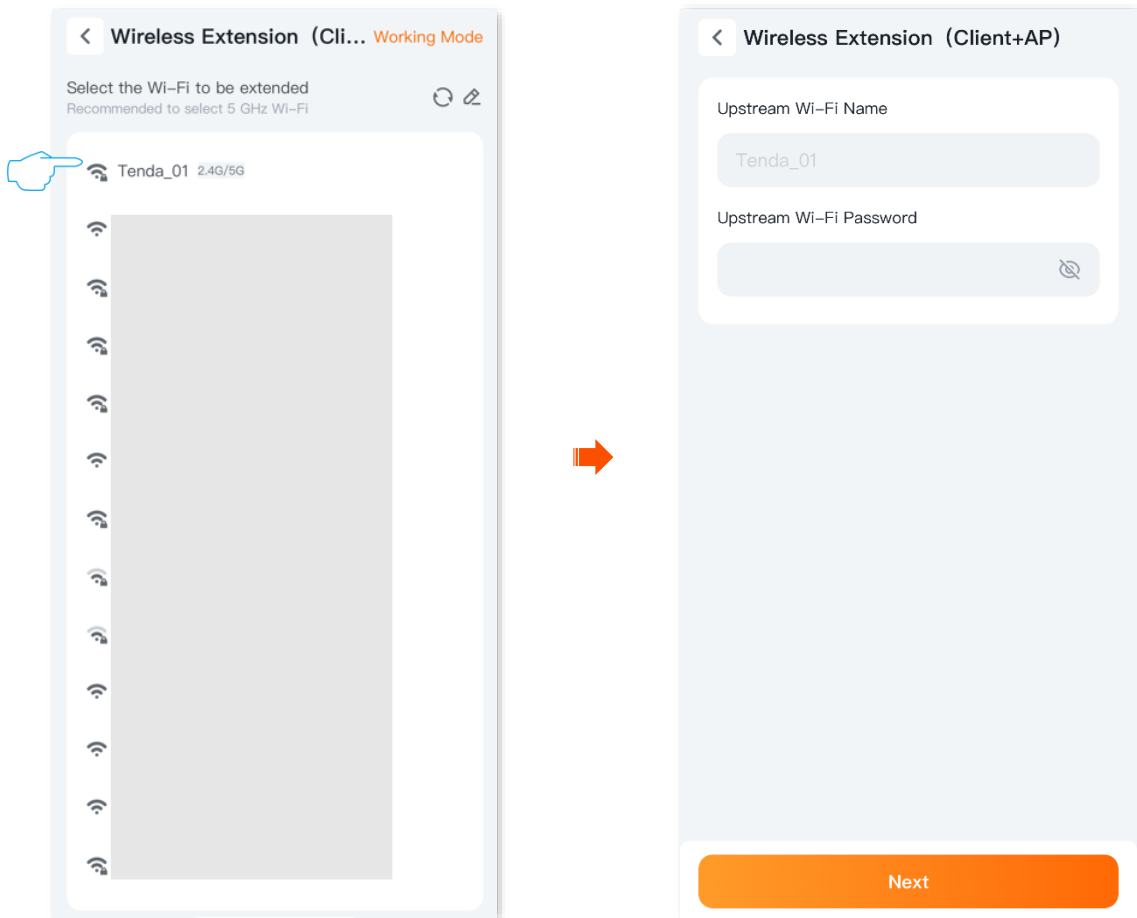 Wireless Extension（Cli... Working Mode
Select the Wi-Fi to be extended
Recommended to select 5 GHz Wi-Fi
Tenda_01 2.4G/5G
Wireless Extension（Client+AP）
Upstream Wi-Fi Name
Tenda_01
Upstream Wi-Fi Password
Next